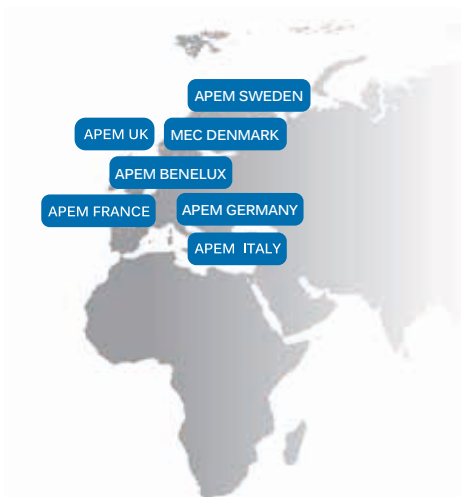 APEM SWEDEN
APEM UK
MEC DENMARK
APEM BENELUX
APEM FRANCE
APEM GERMANY
APEM ITALY